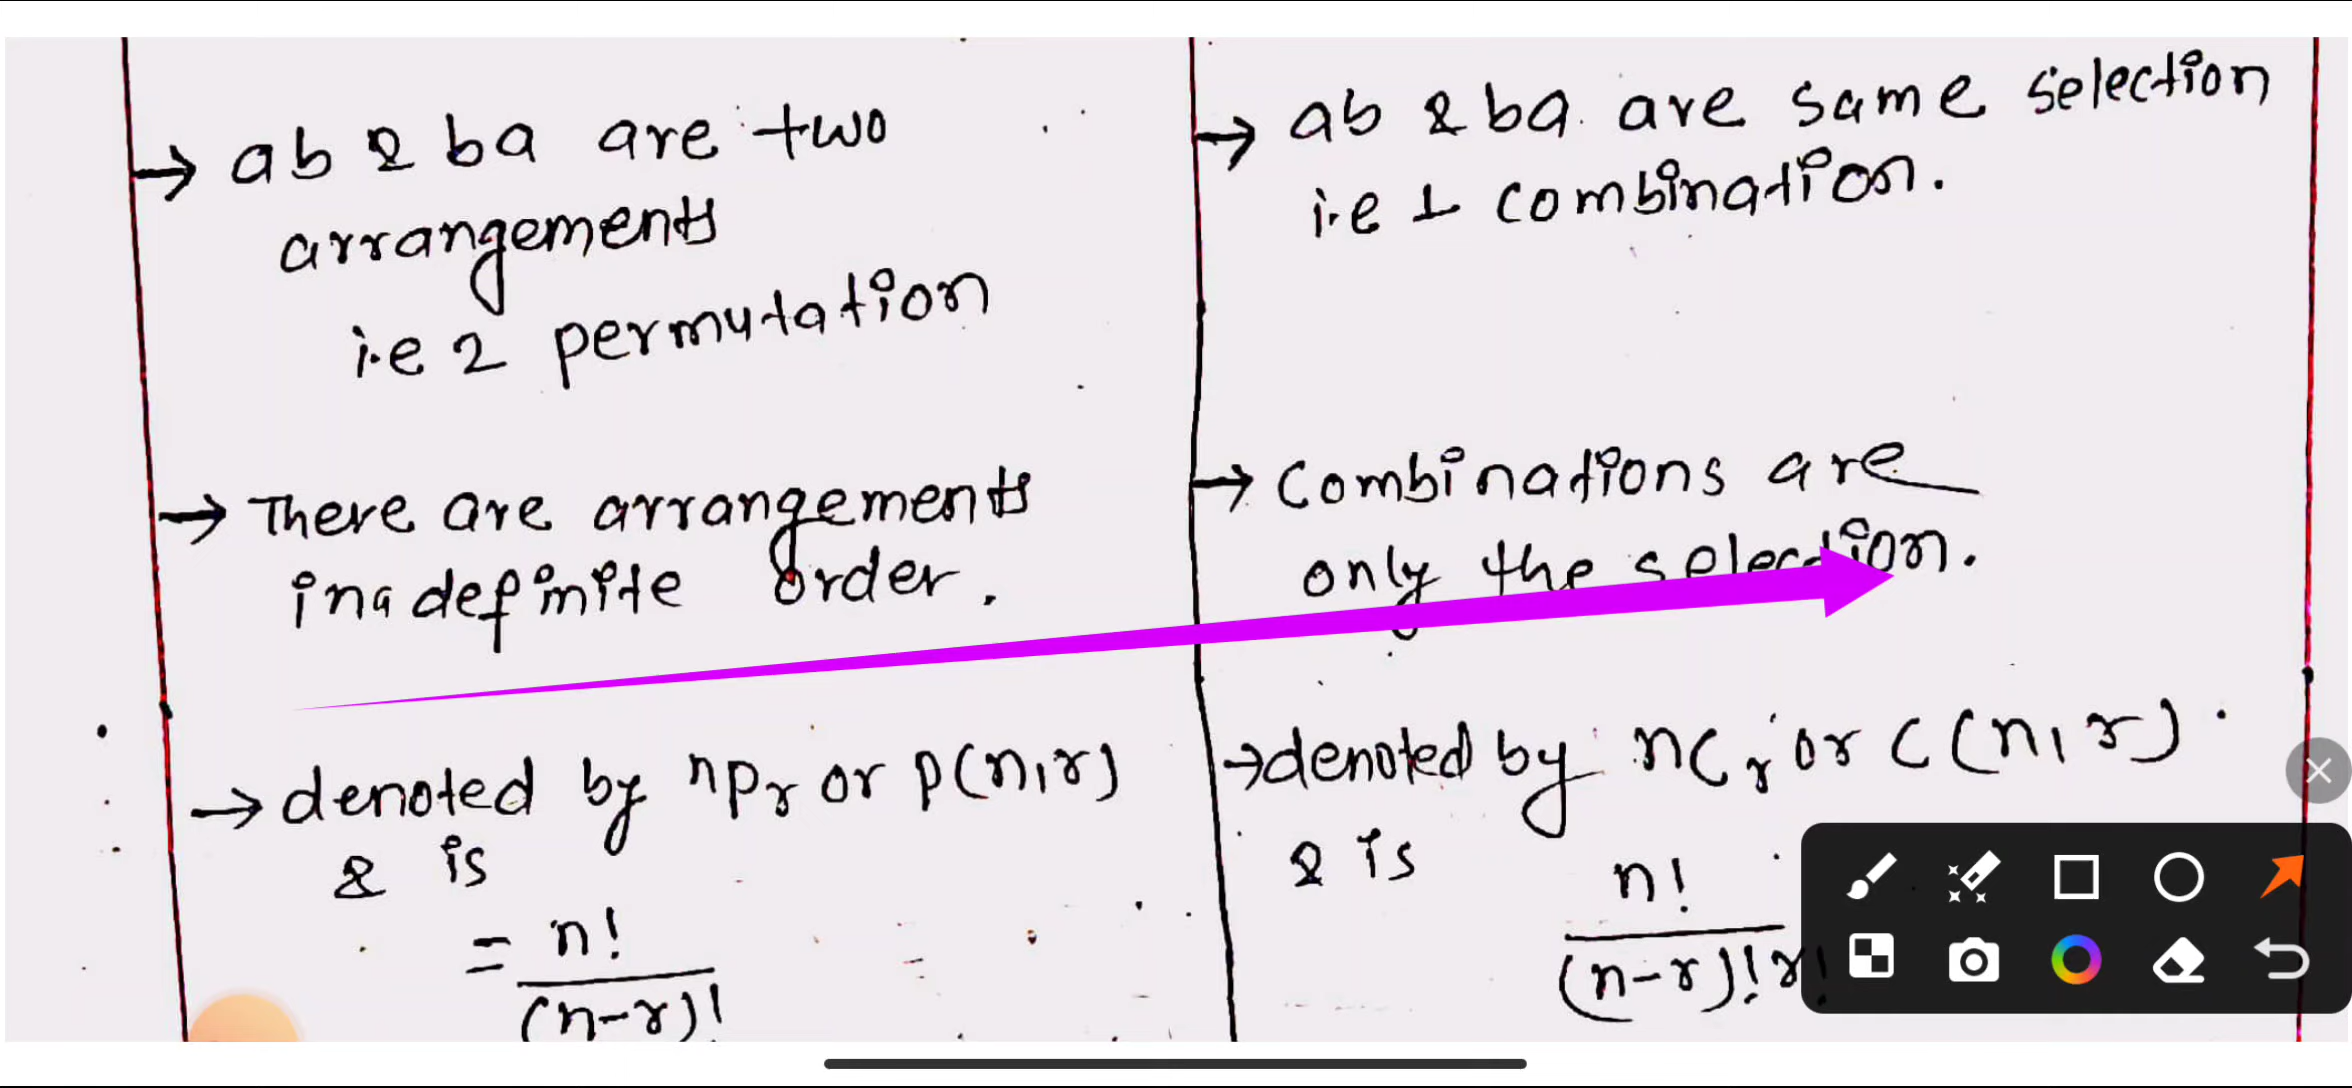 → ab & ba are two
arrangements
i.e 2 permutation
→ There are arrangements
in a definite order.
→ denoted by nPr or P(n,r)
& is
= n!
(n-r)!
→ ab & ba are same selection
i.e 1 combination.
→ Combinations are
only the selection.
→ denoted by nCr or C(n,r)
& is
n!
(n-r)!r!